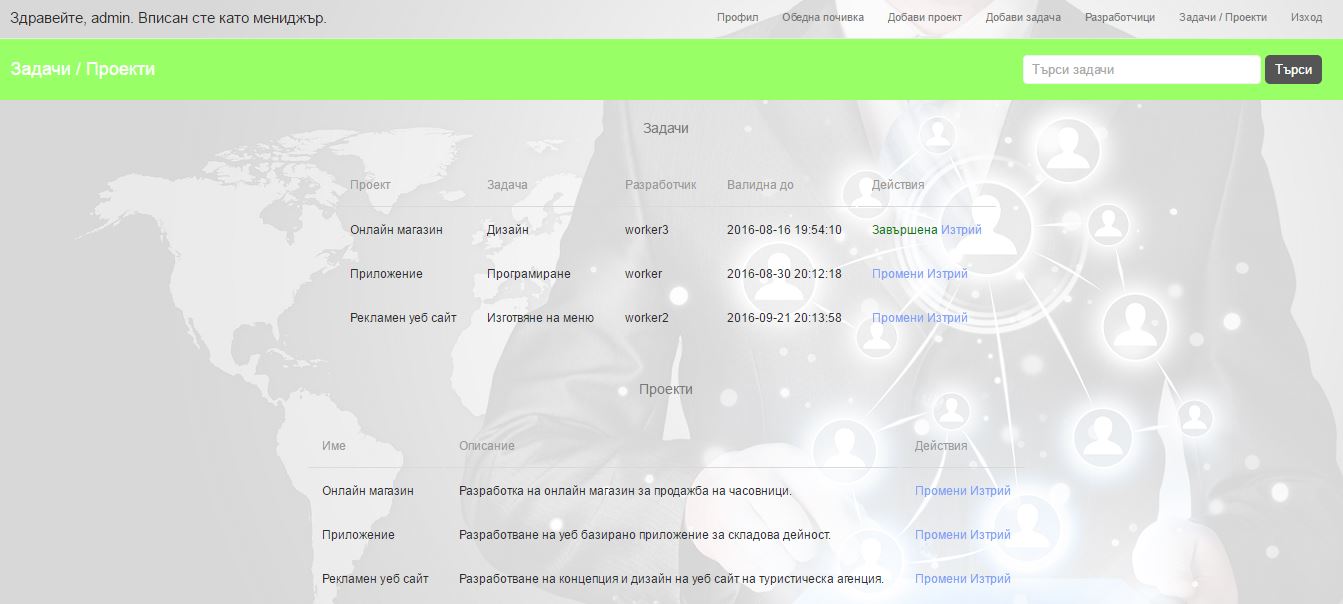 Здравейте, admin. Вписан сте като мениджър.
Профил Обедна почивка Добави проект Добави задача Разработчици Задачи / Проекти Изход
Задачи / Проекти
Търси задачи Търси
Задачи
Проект Задача Разработчик Валидна до Действия
Онлайн магазин Дизайн worker3 2016-08-16 19:54:10 Завършена Изтрий
Приложение Програмиране worker 2016-08-30 20:12:18 Промени Изтрий
Рекламен уеб сайт Изготвяне на меню worker2 2016-09-21 20:13:58 Промени Изтрий
Проекти
Име Описание Действия
Онлайн магазин Разработка на онлайн магазин за продажба на часовници. Промени Изтрий
Приложение Разработване на уеб базирано приложение за складова дейност. Промени Изтрий
Рекламен уеб сайт Разработване на концепция и дизайн на уеб сайт на туристическа агенция. Промени Изтрий